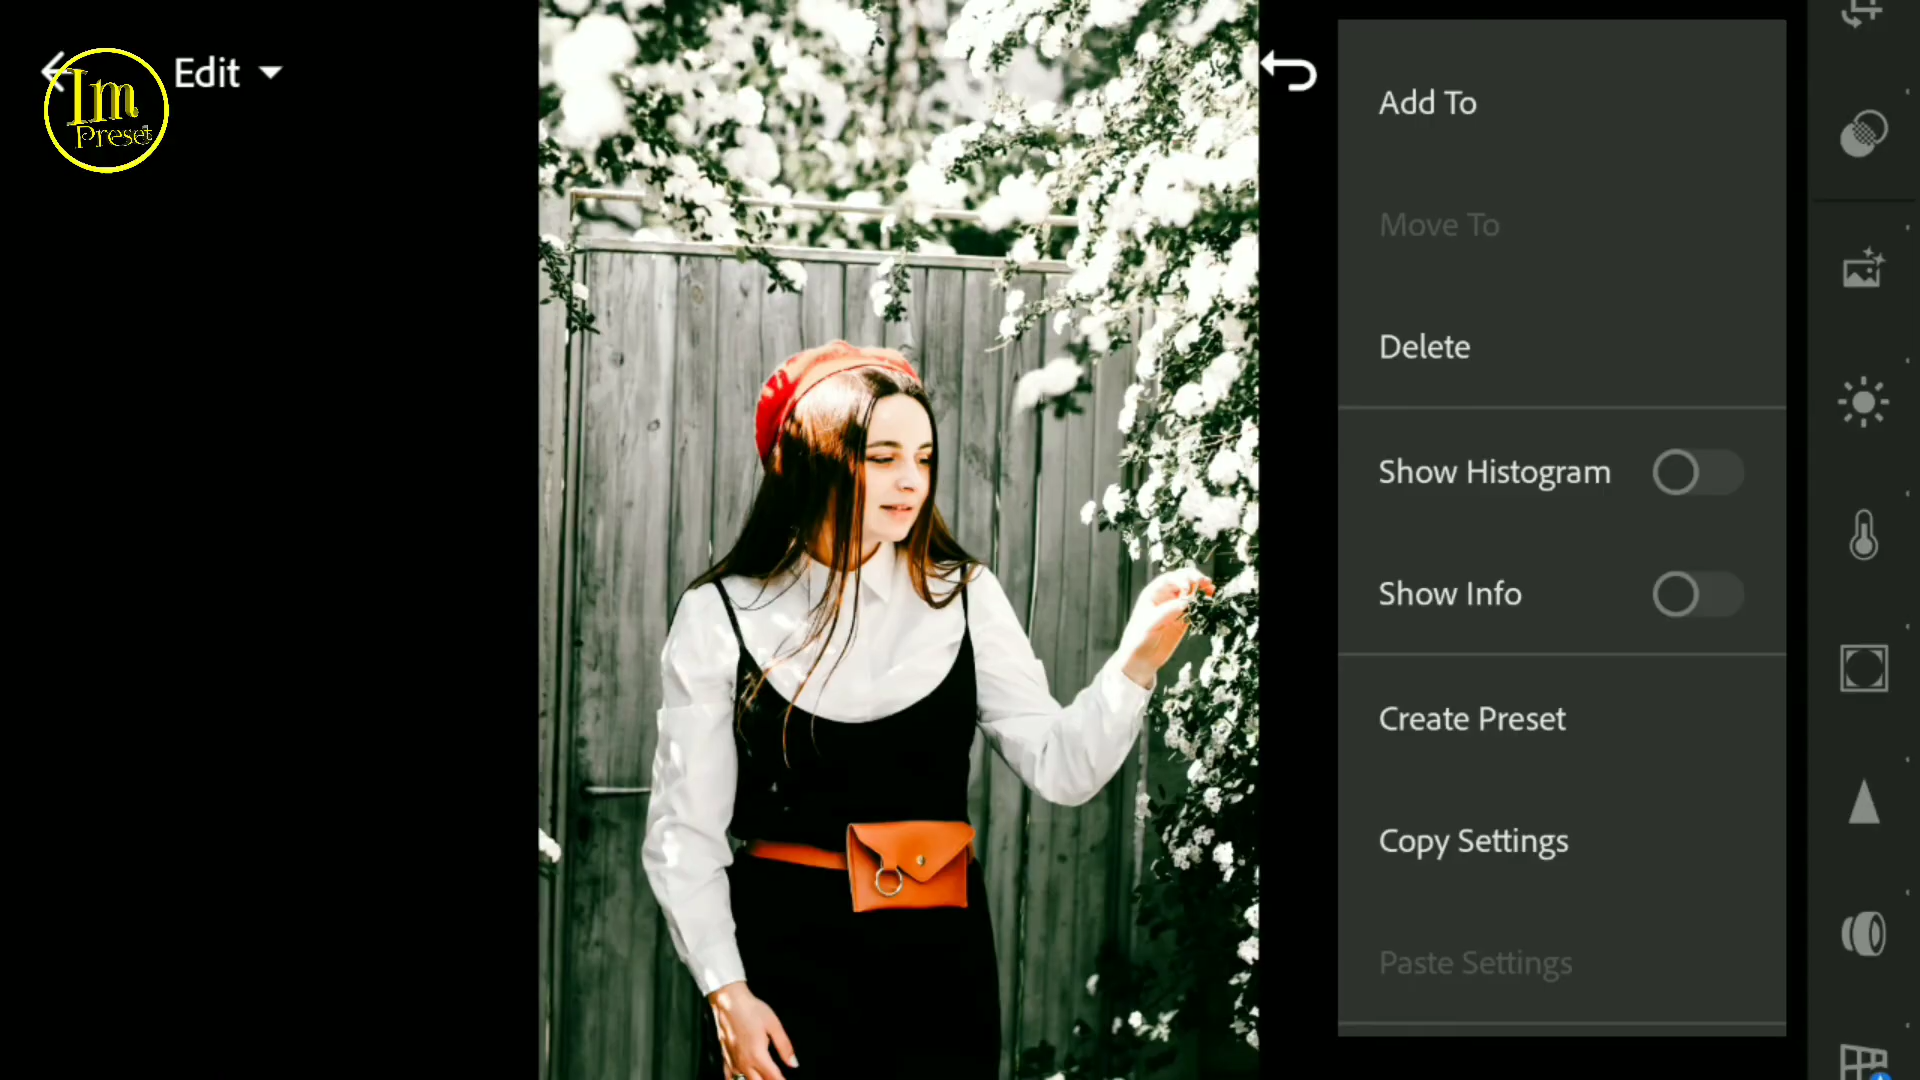 Edit
Im
Preset
Add To
Move To
Delete
Show Histogram
Show Info
Create Preset
Copy Settings
Paste Settings